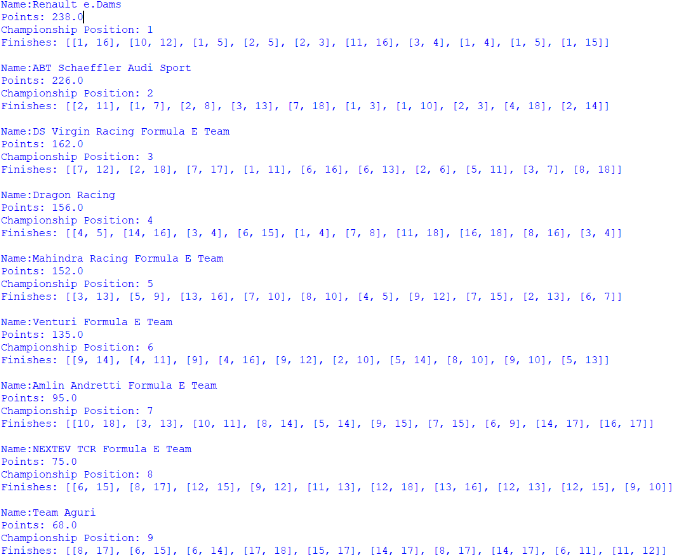 Name:Renault e.Dams
Points: 238.0
Championship Position: 1
Finishes: [[1, 16], [10, 12], [1, 5], [2, 5], [2, 3], [11, 16], [3, 4], [1, 4], [1, 5], [1, 15]]
Name:ABT Schaeffler Audi Sport
Points: 226.0
Championship Position: 2
Finishes: [[2, 11], [1, 7], [2, 8], [3, 13], [7, 18], [1, 3], [1, 10], [2, 3], [4, 18], [2, 14]]
Name:DS Virgin Racing Formula E Team
Points: 162.0
Championship Position: 3
Finishes: [[7, 12], [2, 18], [7, 17], [1, 11], [6, 16], [6, 13], [2, 6], [5, 11], [3, 7], [8, 18]]
Name:Dragon Racing
Points: 156.0
Championship Position: 4
Finishes: [[4, 5], [14, 16], [3, 4], [6, 15], [1, 4], [7, 8], [11, 18], [16, 18], [8, 16], [3, 4]]
Name:Mahindra Racing Formula E Team
Points: 152.0
Championship Position: 5
Finishes: [[3, 13], [5, 9], [13, 16], [7, 10], [8, 10], [4, 5], [9, 12], [7, 15], [2, 13], [6, 7]]
Name:Venturi Formula E Team
Points: 135.0
Championship Position: 6
Finishes: [[9, 14], [4, 11], [9], [4, 16], [9, 12], [2, 10], [5, 14], [8, 10], [9, 10], [5, 13]]
Name:Amlin Andretti Formula E Team
Points: 95.0
Championship Position: 7
Finishes: [[10, 18], [3, 13], [10, 11], [8, 14], [5, 14], [9, 15], [7, 15], [6, 9], [14, 17], [16, 17]]
Name:NEXTEV TCR Formula E Team
Points: 75.0
Championship Position: 8
Finishes: [[6, 15], [8, 17], [12, 15], [9, 12], [11, 13], [12, 18], [13, 16], [12, 13], [12, 15], [9, 10]]
Name:Team Aguri
Points: 68.0
Championship Position: 9
Finishes: [[8, 17], [6, 15], [6, 14], [17, 18], [15, 17], [14, 17], [8, 17], [14, 17], [6, 11], [11, 12]]